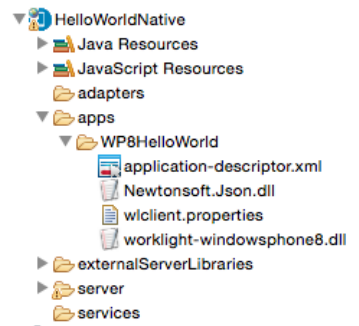 HelloWorldNative
Java Resources
JavaScript Resources
adapters
apps
WP8HelloWorld
application-descriptor.xml
Newtonsoft.Json.dll
wlclient.properties
worklight-windowsphone8.dll
externalServerLibraries
server
services